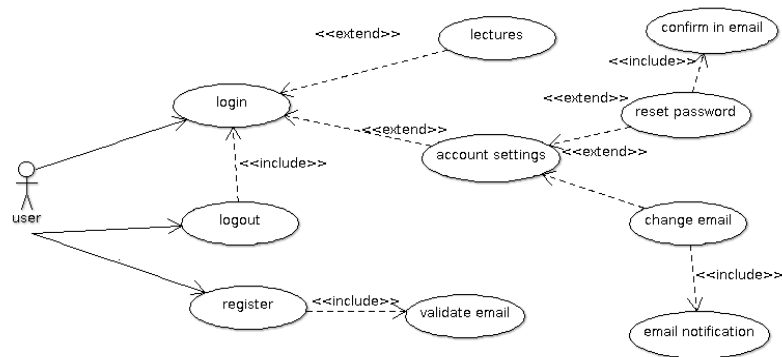 confirm in email
<<extend>>
lectures
<<include>>
login
<<extend>>
reset password
<<extend>>
account settings
<<extend>>
<<include>>
user
logout
change email
<<include>>
register
<<include>>
validate email
email notification